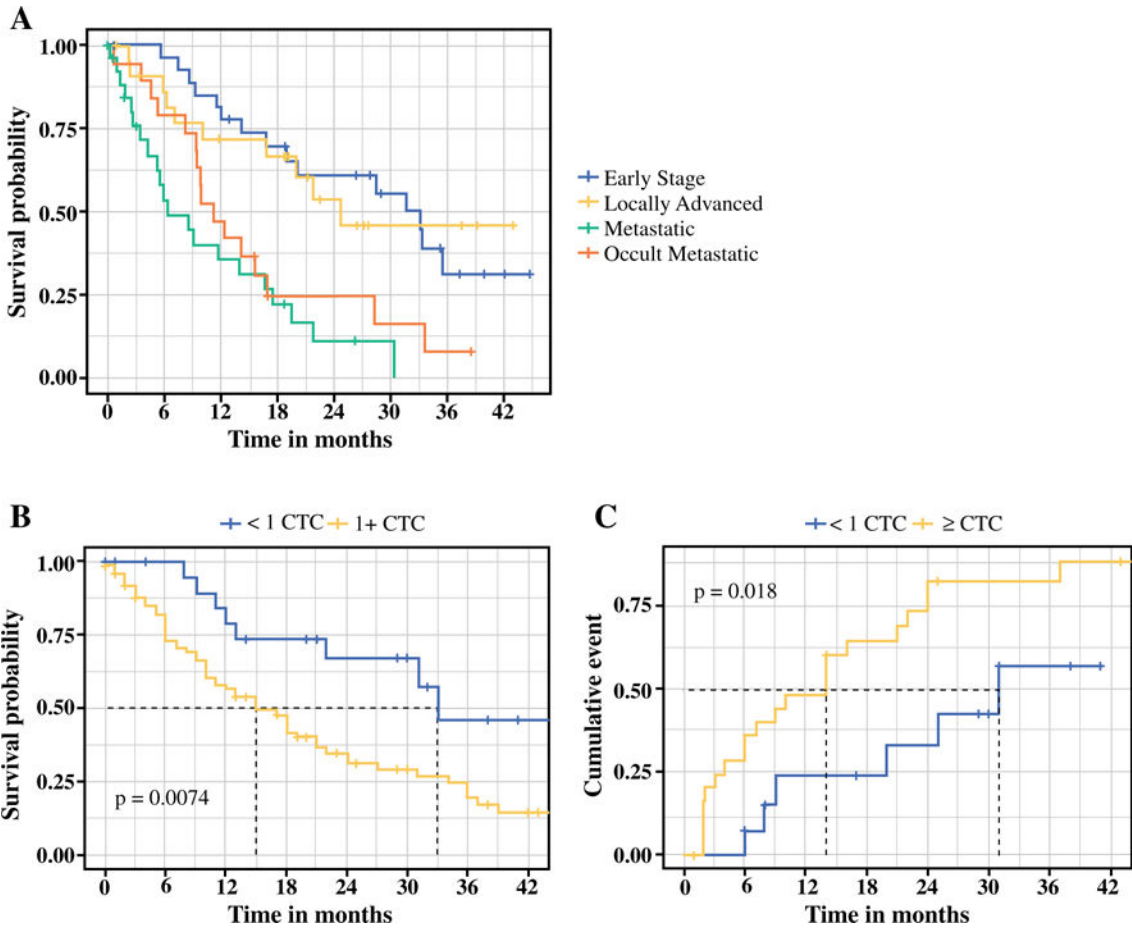 A
Survival probability
1.00
0.75
0.50
0.25
0.00
0 6 12 18 24 30 36 42
Time in months
Early Stage
Locally Advanced
Metastatic
Occult Metastatic
B
< 1 CTC 1+ CTC
Survival probability
1.00
0.75
0.50
0.25
0.00
p = 0.0074
0 6 12 18 24 30 36 42
Time in months
C
< 1 CTC ≥ CTC
Cumulative event
0.75
0.50
0.25
0.00
p = 0.018
0 6 12 18 24 30 36 42
Time in months